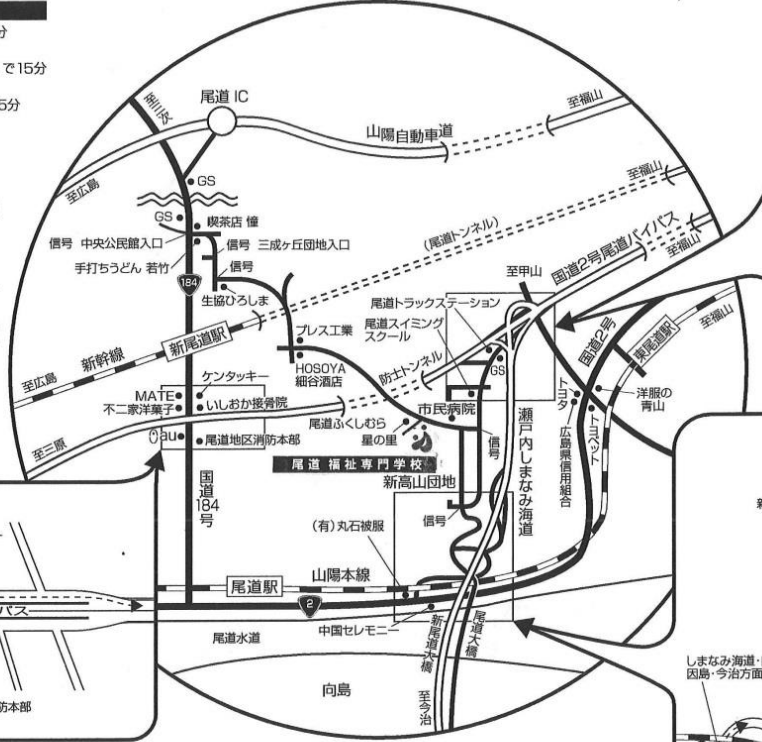 分
で15分
5分
至三次
尾道 IC
山陽自動車道
至福山
至広島
GS
GS
喫茶店 憧
信号 中央公民館入口
信号 三成ヶ丘団地入口
手打ちうどん 若竹
信号
184
生協ひろしま
(尾道トンネル)
至福山
国道2号尾道バイパス
至福山
至甲山
尾道トラックステーション
尾道スイミング
スクール
プレス工業
HOSOYA
細谷酒店
防士トンネル
GS
国道2号
東尾道駅
至福山
新幹線
新尾道駅
至広島
ケンタッキー
MATE
不二家洋菓子
いしおか接骨院
au
尾道地区消防本部
至三原
市民病院
尾道ふくしむら
星の里
尾道 福祉専門学校
信号
瀬戸内しまなみ海道
トヨタ
洋服の
青山
トヨペット
広島県信用組合
新高山団地
信号
国道184号
(有)丸石被服
山陽本線
尾道駅
2
中国セレモニー
尾道水道
新尾道大橋
尾道大橋
向島
至今治
パス
防本部
新
しまなみ海道・
因島・今治方面